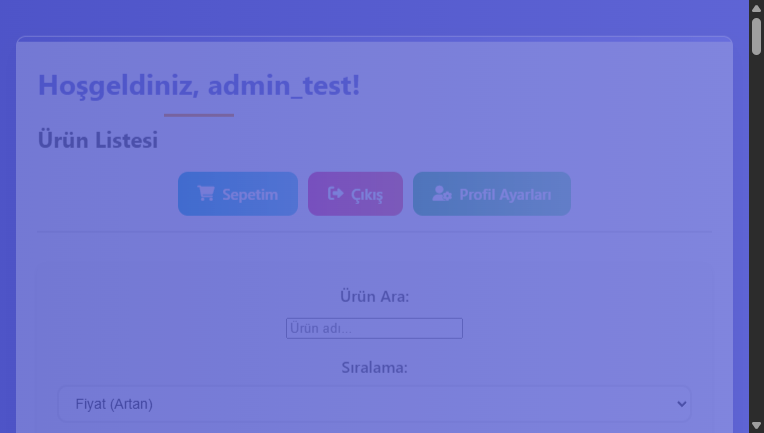 Hoşgeldiniz, admin_test!
Ürün Listesi
Sepetim Çıkış Profil Ayarları
Ürün Ara:
Ürün adı...
Sıralama:
Fiyat (Artan)